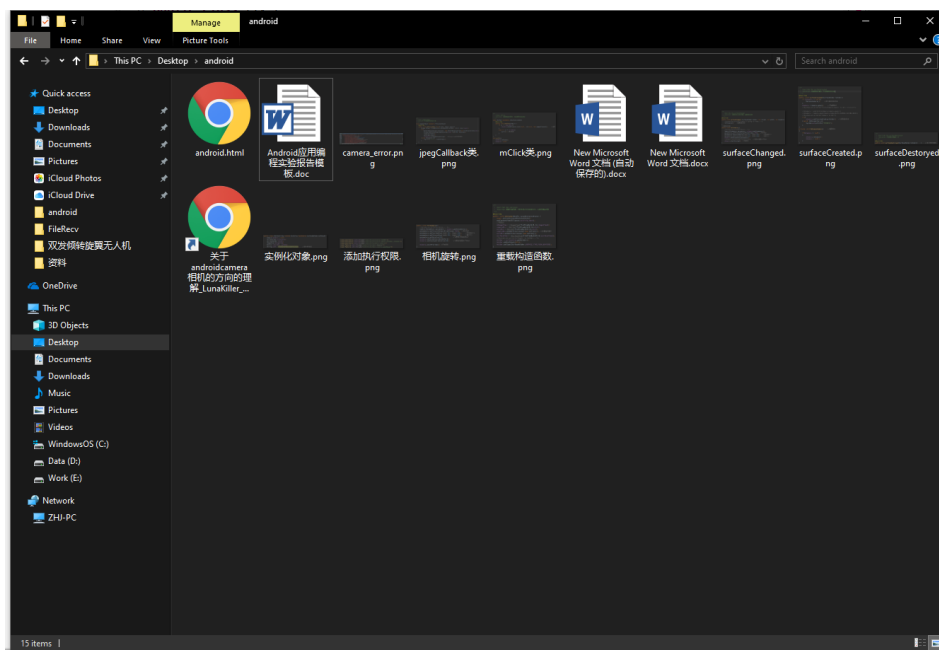 Manage
android
File
Home
Share
View
Picture Tools
This PC
Desktop
android
Search android
Quick access
Desktop
Downloads
Documents
Pictures
iCloud Photos
iCloud Drive
android
FileRecv
双发倾转旋翼无人机
资料
OneDrive
This PC
3D Objects
Desktop
Documents
Downloads
Music
Pictures
Videos
WindowsOS (C:)
Data (D:)
Work (E:)
Network
ZHJ-PC
android.html
Android应用编
程实验报告模
板.doc
camera_error.pn
g
jpegCallback类.
png
mClick类.png
New Microsoft
Word 文档 (自动
保存的).docx
New Microsoft
Word 文档.docx
surfaceChanged.
png
surfaceCreated.p
ng
surfaceDestoryed
.png
关于
androidcamera
相机的方向的理
解_LunaKiller_...
实例化对象.png
添加执行权限.
png
相机旋转.png
重载构造函数.
png
15 items